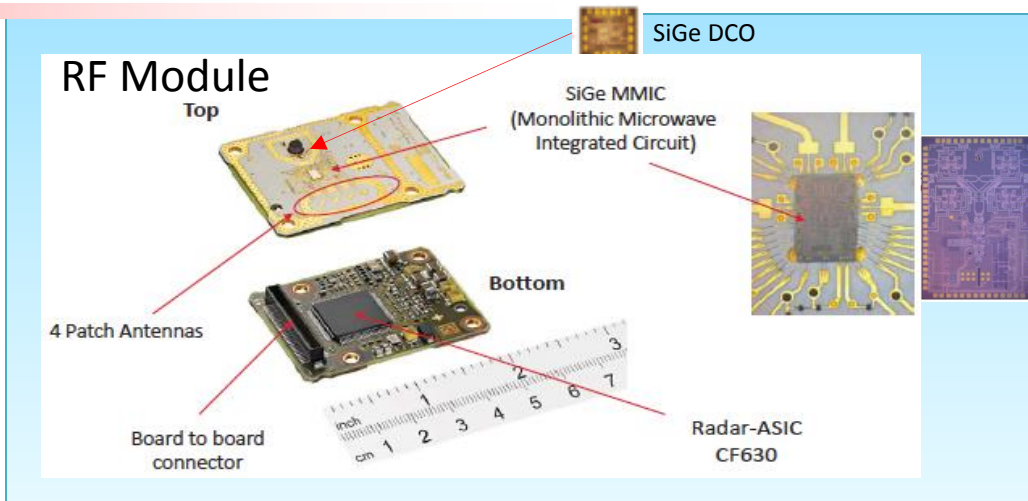 SiGe DCO
RF Module
Top
SiGe MMIC
(Monolithic Microwave
Integrated Circuit)
Bottom
4 Patch Antennas
Board to board
connector
inch 1 2 3
cm 1 2 3 4 5 6 7
Radar-ASIC
CF630